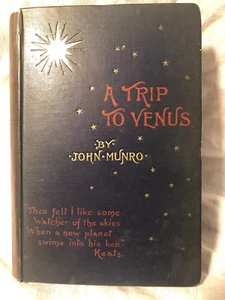 A TRIP
TO VENUS
BY
·JOHN·MUNRO·
"Then felt I like some
watcher of the skies
When a new planet
swims into his ken"
Keats.